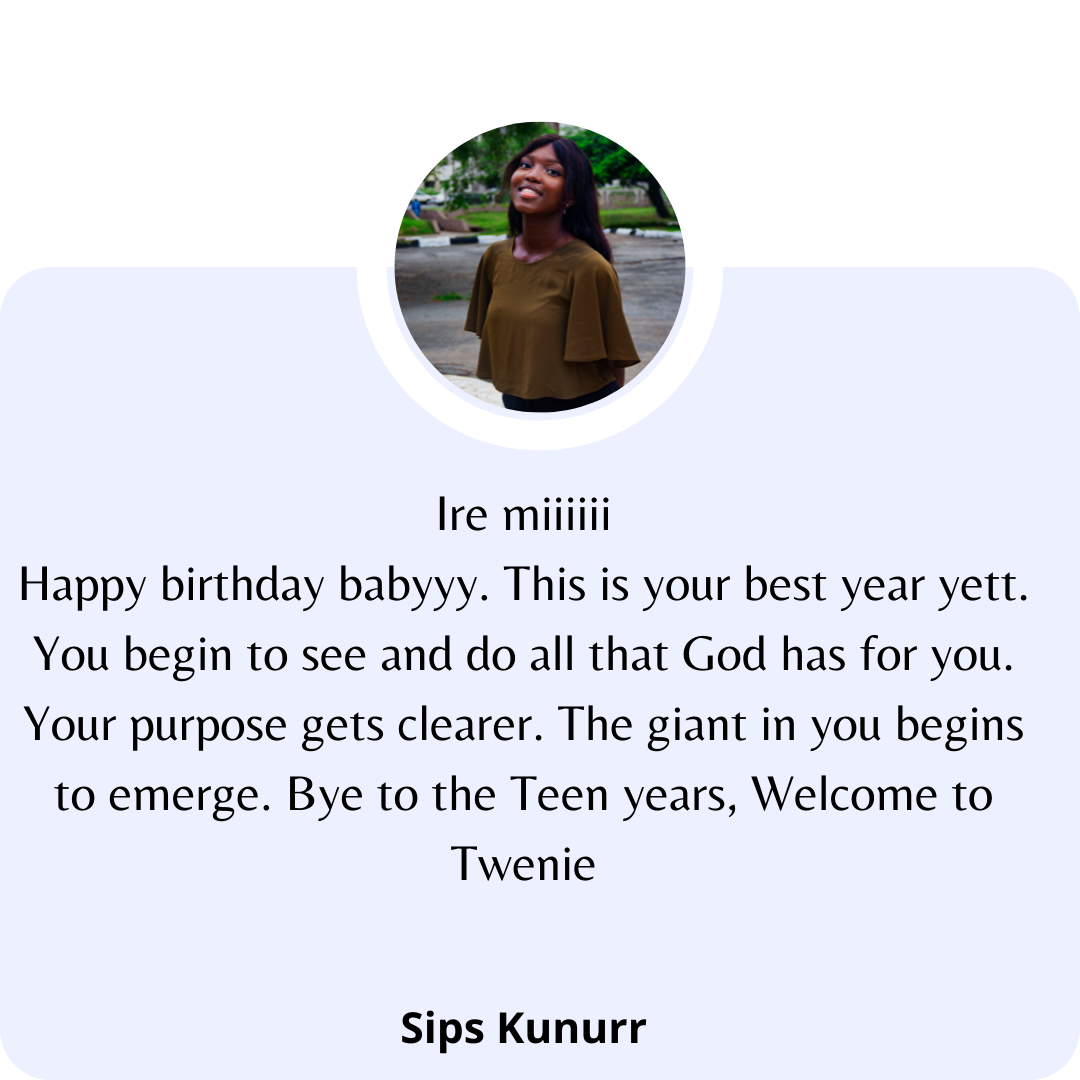 Ire miiiiii
Happy birthday babyyy. This is your best year yett.
You begin to see and do all that God has for you.
Your purpose gets clearer. The giant in you begins
to emerge. Bye to the Teen years, Welcome to
Twenie
Sips Kunurr